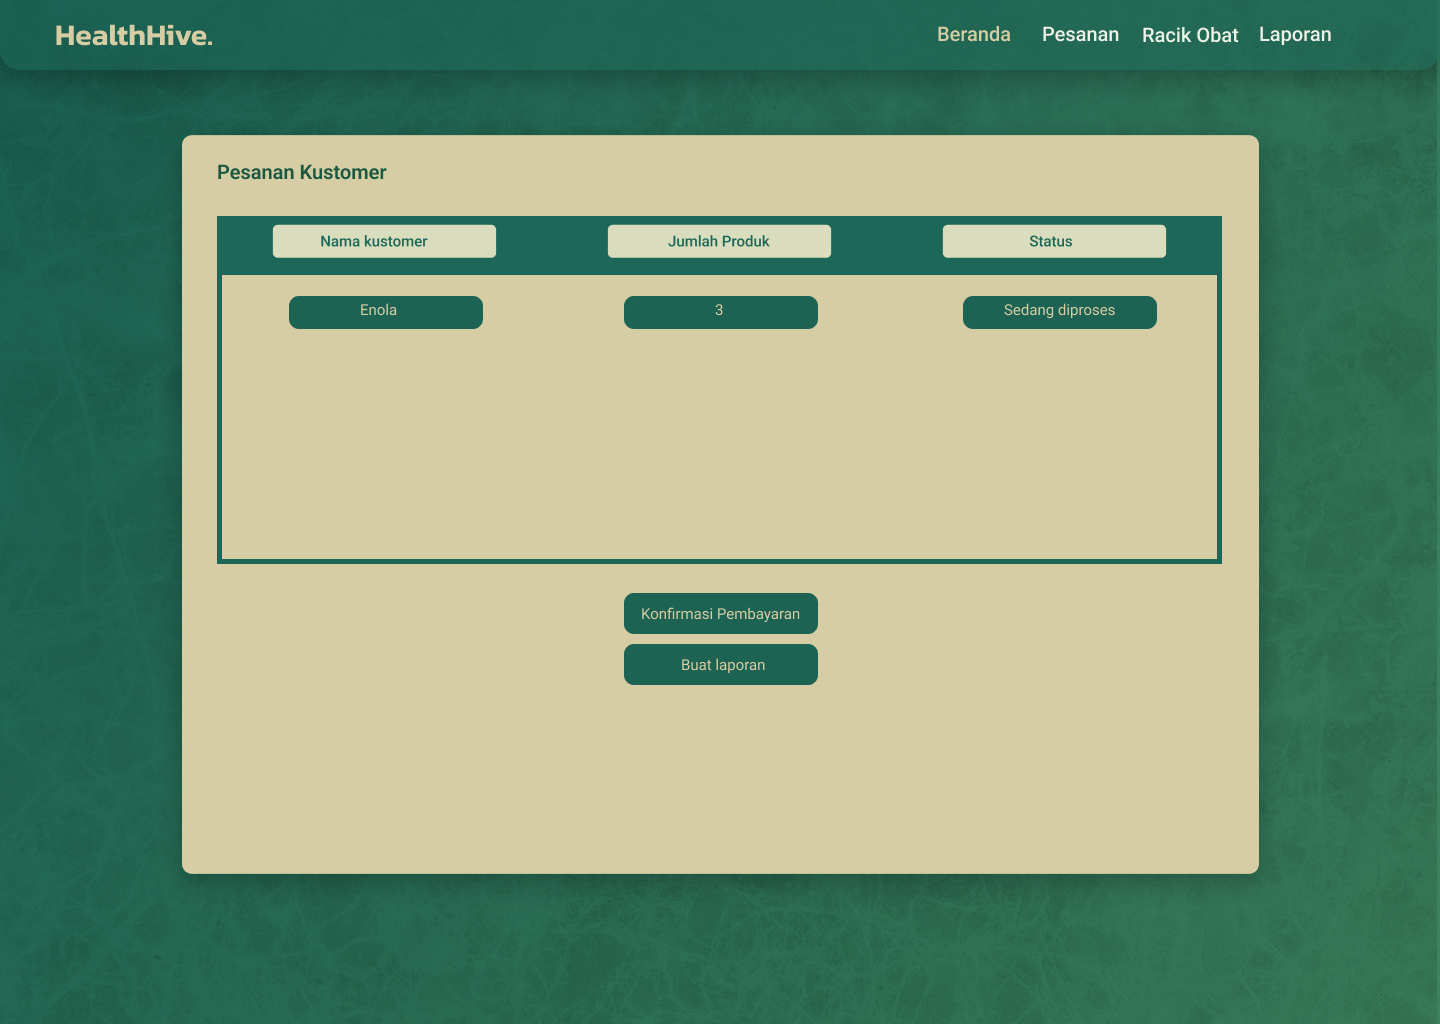 HealthHive.
Beranda Pesanan Racik Obat Laporan
Pesanan Kustomer
Nama kustomer Jumlah Produk Status
Enola 3 Sedang diproses
Konfirmasi Pembayaran
Buat laporan